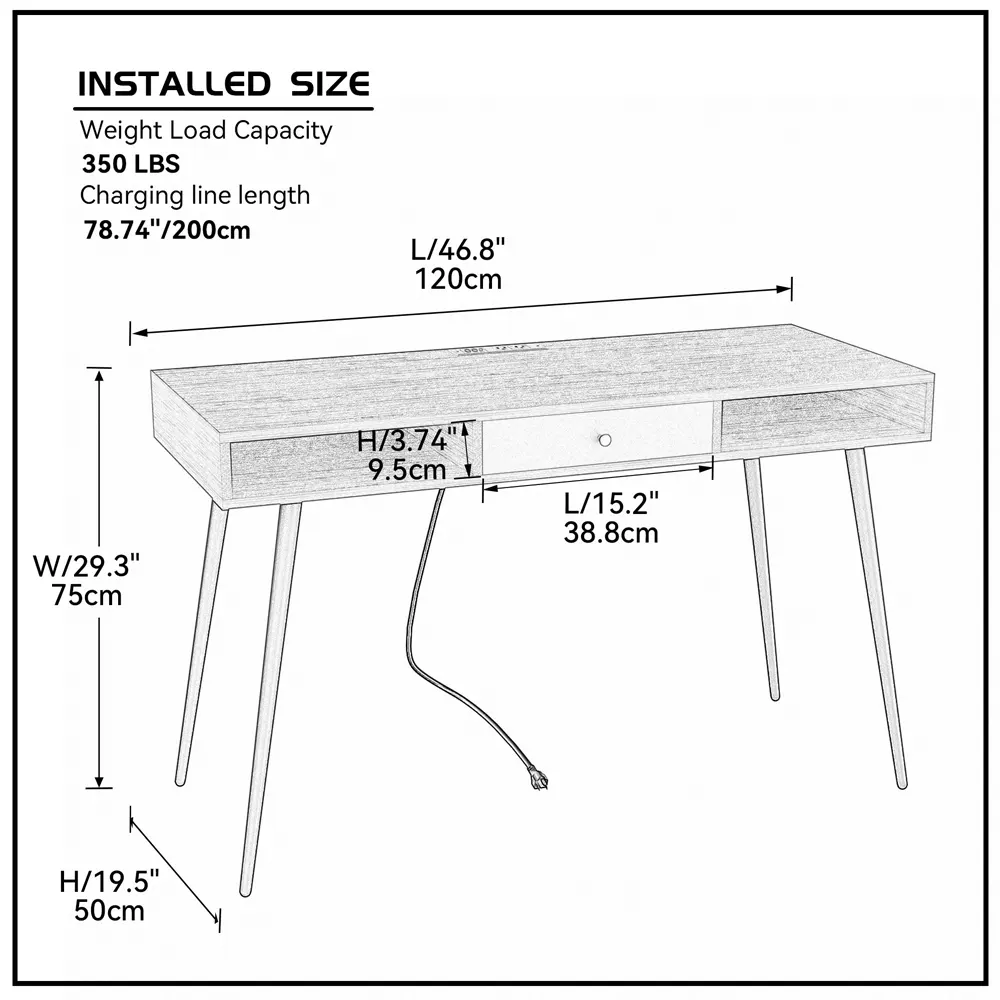 INSTALLED SIZE
Weight Load Capacity
350 LBS
Charging line length
78.74"/200cm
L/46.8"
120cm
H/3.74"
9.5cm
L/15.2"
38.8cm
W/29.3"
75cm
H/19.5"
50cm